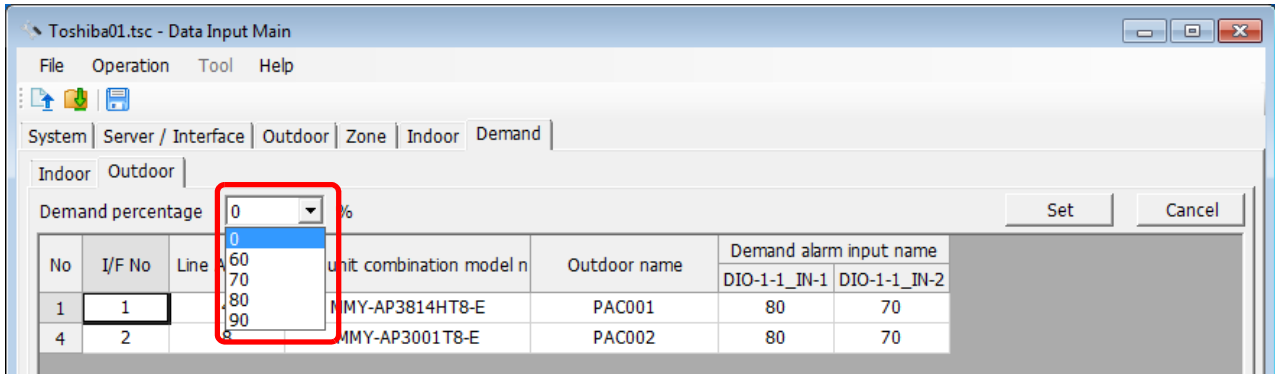 Toshiba01.tsc - Data Input Main
File Operation Tool Help
System Server / Interface Outdoor Zone Indoor Demand
Indoor Outdoor
Demand percentage 0 % Set Cancel
0
60
70
80
90
No I/F No Line unit combination model n Outdoor name Demand alarm input name
DIO-1-1_IN-1 DIO-1-1_IN-2
1 1 MMY-AP3814HT8-E PAC001 80 70
4 2 8 MMY-AP3001T8-E PAC002 80 70